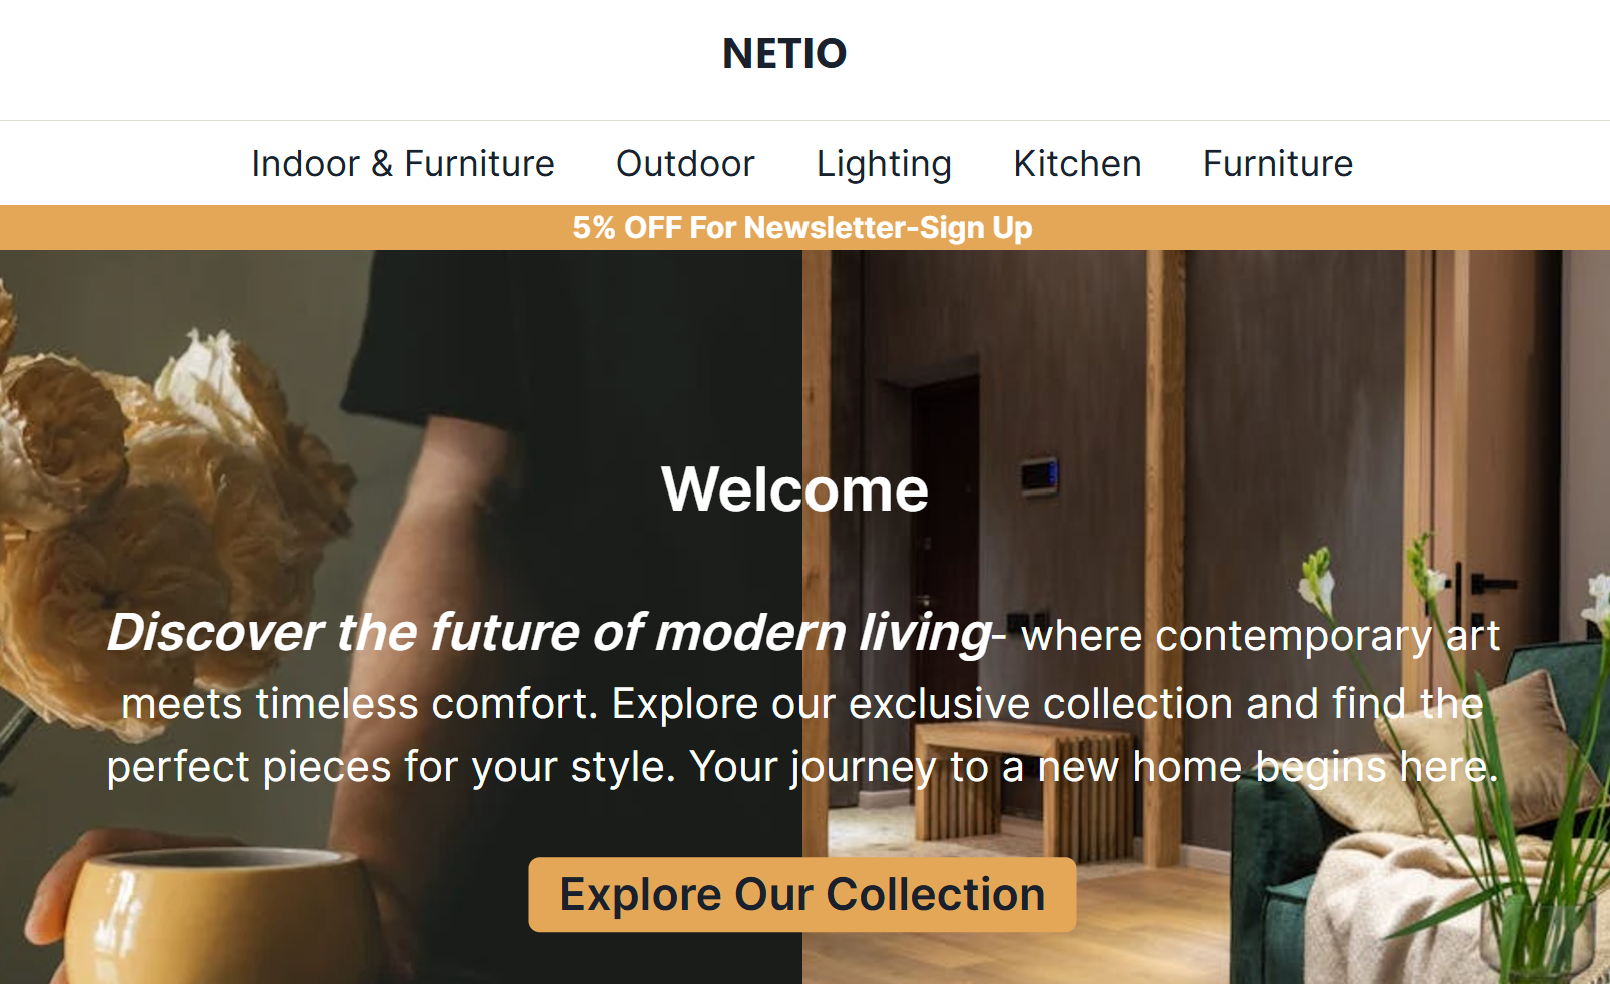 NETIO
Indoor & Furniture Outdoor Lighting Kitchen Furniture
5% OFF For Newsletter-Sign Up
Welcome
Discover the future of modern living- where contemporary art
meets timeless comfort. Explore our exclusive collection and find the
perfect pieces for your style. Your journey to a new home begins here.
Explore Our Collection